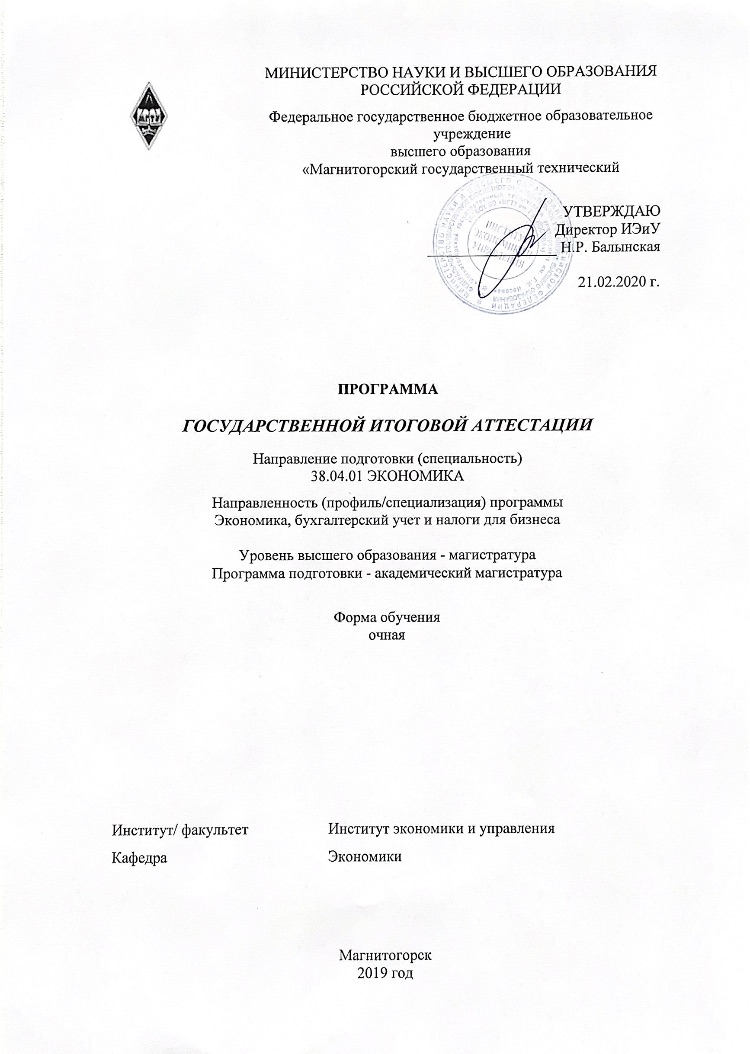 МИНИСТЕРСТВО НАУКИ И ВЫСШЕГО ОБРАЗОВАНИЯ
РОССИЙСКОЙ ФЕДЕРАЦИИ
Федеральное государственное бюджетное образовательное
учреждение
высшего образования
«Магнитогорский государственный технический
УТВЕРЖДАЮ
Директор ИЭиУ
Н.Р. Балынская
ИНСТИТУТ
ЭКОНОМИКИ И
УПРАВЛЕНИЯ
21.02.2020 г.
ПРОГРАММА
ГОСУДАРСТВЕННОЙ ИТОГОВОЙ АТТЕСТАЦИИ
Направление подготовки (специальность)
38.04.01 ЭКОНОМИКА
Направленность (профиль/специализация) программы
Экономика, бухгалтерский учет и налоги для бизнеса
Уровень высшего образования - магистратура
Программа подготовки - академический магистратура
Форма обучения
очная
Институт/ факультет Институт экономики и управления
Кафедра Экономики
Магнитогорск
2019 год